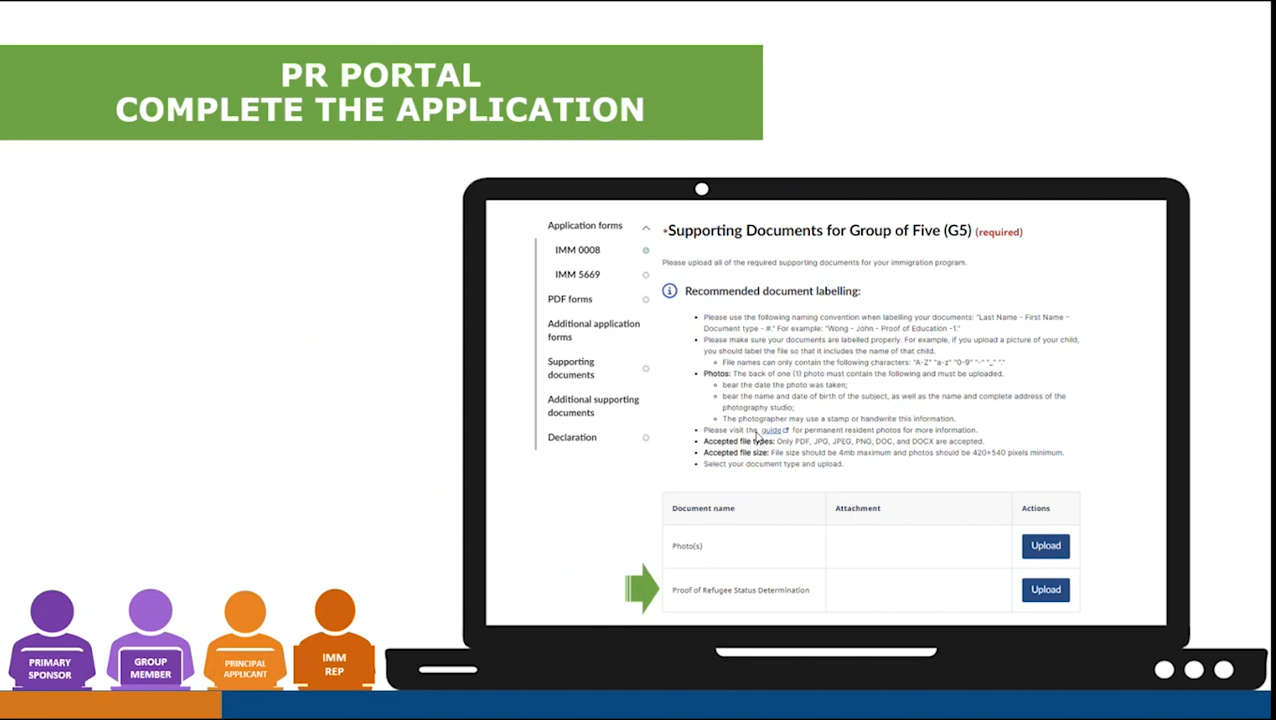 PR PORTAL
COMPLETE THE APPLICATION
Application forms
IMM 0008
IMM 5669
PDF forms
Additional application
forms
Supporting
documents
Additional supporting
documents
Declaration
*Supporting Documents for Group of Five (G5) (required)
Please upload all of the required supporting documents for your immigration program.
Recommended document labelling:
Please use the following naming convention when labelling your documents: "Last Name - First Name -
Document type - #." For example: "Wong - John - Proof of Education -1."
Please make sure your documents are labelled properly. For example, if you upload a picture of your child,
you should label the file so that it includes the name of that child.
File names can only contain the following characters: "A-Z" "a-z" "0-9" "-" "_" "."
Photos: The back of one (1) photo must contain the following and must be uploaded.
bear the date the photo was taken;
bear the name and date of birth of the subject, as well as the name and complete address of the
photography studio;
The photographer may use a stamp or handwrite this information.
Please visit the guide for permanent resident photos for more information.
Accepted file types: Only PDF, JPG, JPEG, PNG, DOC, and DOCX are accepted.
Accepted file size: File size should be 4mb maximum and photos should be 420×540 pixels minimum.
Select your document type and upload.
Document name Attachment Actions
Photo(s) Upload
Proof of Refugee Status Determination Upload
PRIMARY
SPONSOR
GROUP
MEMBER
PRINCIPAL
APPLICANT
IMM
REP